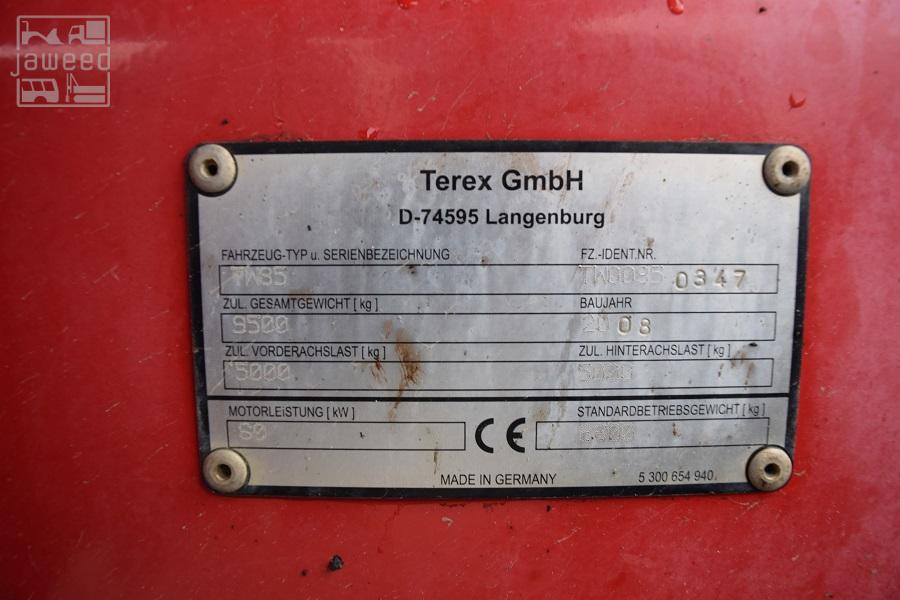 jaweed
Terex GmbH
D-74595 Langenburg
FAHRZEUG-TYP u. SERIENBEZEICHNUNG FZ.-IDENT.NR.
TW85 TW0085 0347
ZUL. GESAMTGEWICHT [ kg ] BAUJAHR
9500 20 08
ZUL. VORDERACHSLAST [ kg ] ZUL. HINTERACHSLAST [ kg ]
5000
MOTORLEISTUNG [ kW ] STANDARDBETRIEBSGEWICHT [ kg ]
CE
MADE IN GERMANY 5 300 654 940